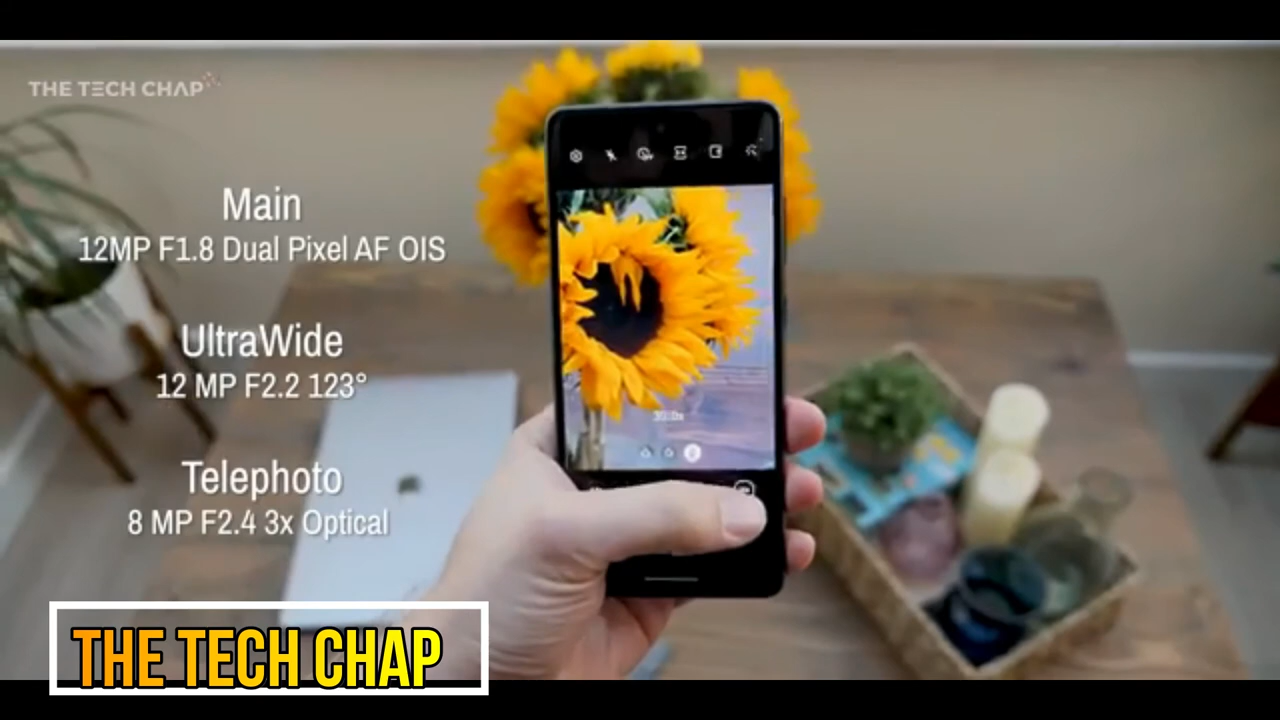 THE TECH CHAP
Main
12MP F1.8 Dual Pixel AF OIS
UltraWide
12 MP F2.2 123°
Telephoto
8 MP F2.4 3x Optical
THE TECH CHAP